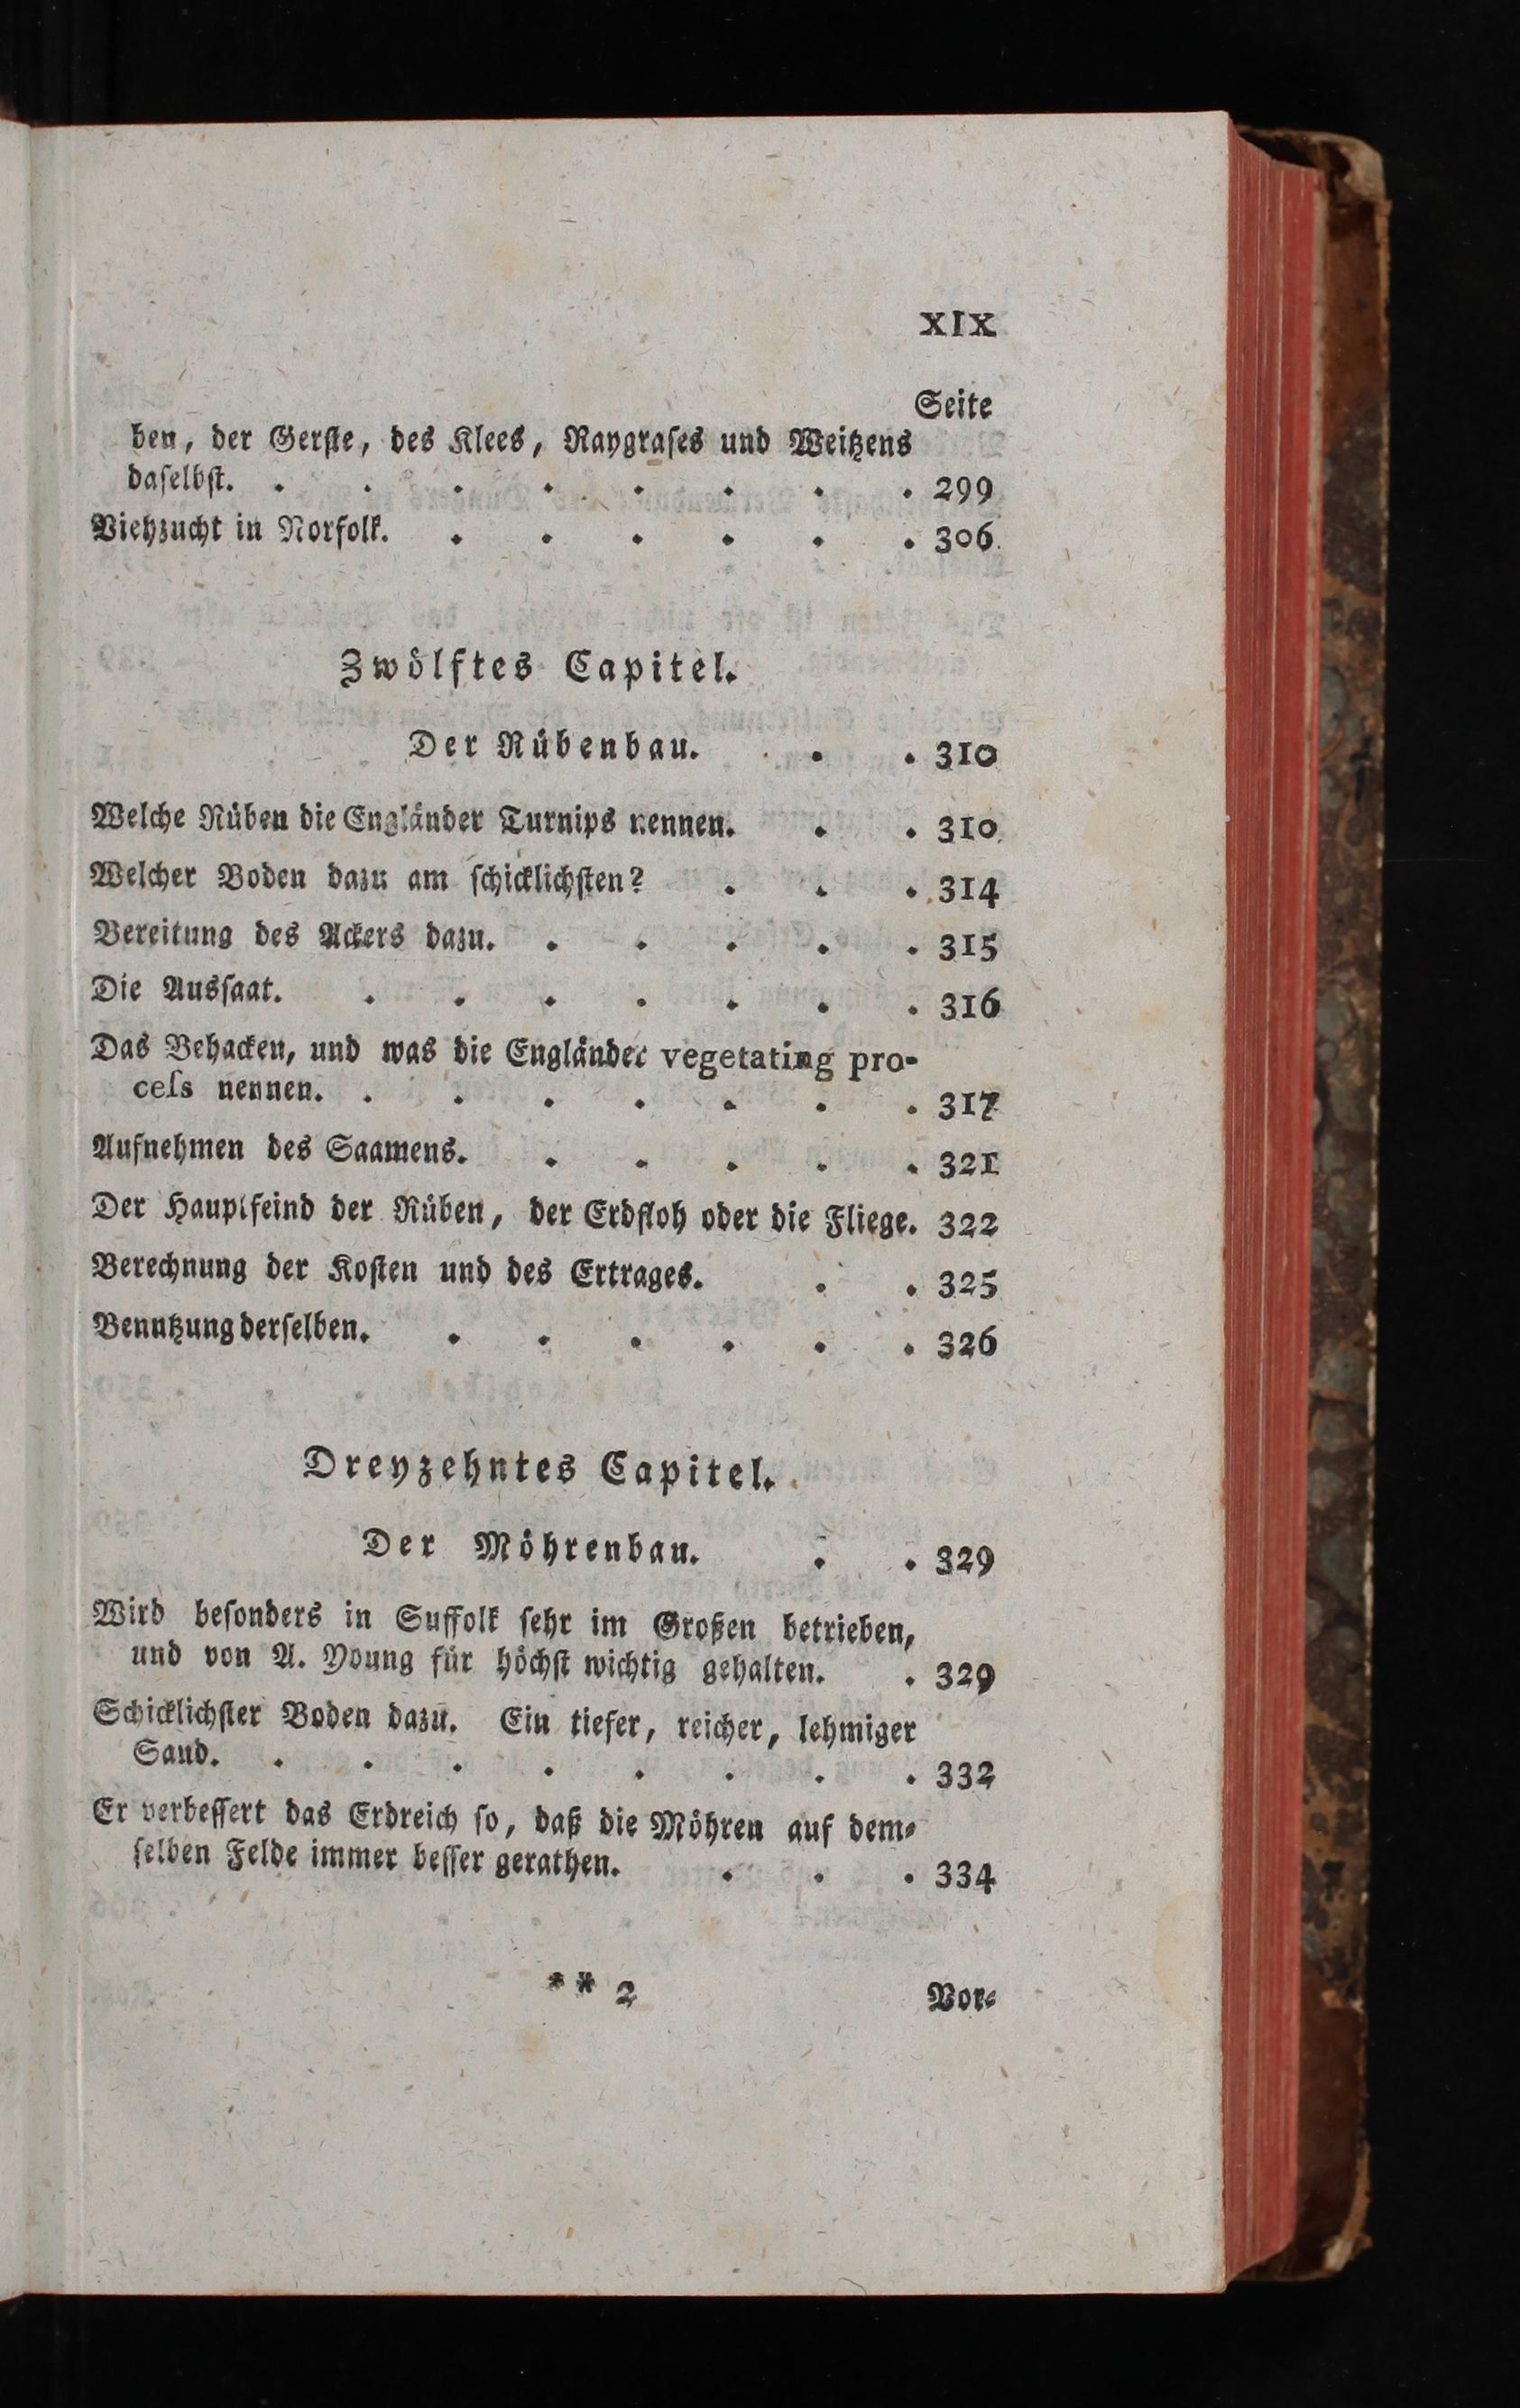 XIX
Seite
ben, der Gerſte, des Klees, Raygraſes und Weitzens
daſelbſt. . . . . . . . . 299
Viehzucht in Norfolk. . . . . . . 306
Zwölftes Capitel.
Der Rübenbau. . . 310
Welche Rüben die Engländer Turnips nennen. . . 310
Welcher Boden dazu am ſchicklichſten? . . . 314
Bereitung des Ackers dazu. . . . . . 315
Die Ausſaat. . . . . . . . 316
Das Behacken, und was die Engländer vegetating pro-
ceſs nennen. . . . . . . . 317
Aufnehmen des Saamens. . . . . . 321
Der Hauptfeind der Rüben, der Erdfloh oder die Fliege. 322
Berechnung der Koſten und des Ertrages. . . 325
Benutzung derſelben. . . . . . . 326
Dreyzehntes Capitel.
Der Möhrenbau. . . 329
Wird beſonders in Suffolk ſehr im Großen betrieben,
und von A. Young für höchſt wichtig gehalten. . 329
Schicklichſter Boden dazu. Ein tiefer, reicher, lehmiger
Sand. . . . . . . . . 332
Er verbeſſert das Erdreich ſo, daß die Möhren auf dem-
ſelben Felde immer beſſer gerathen. . . . 334
** 2 Vor-